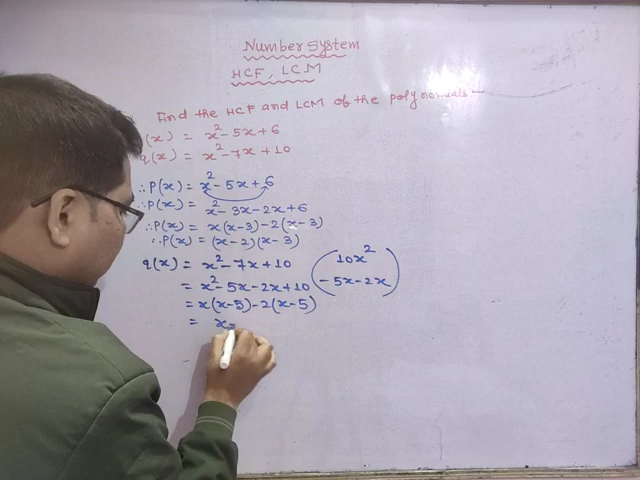 Number System
HCF, LCM
Find the HCF and LCM of the polynomials
(x) = x² - 5x + 6
q(x) = x² - 7x + 10
∴ P(x) = x² - 5x + 6
∴ P(x) = x² - 3x - 2x + 6
∴ P(x) = x(x-3) - 2(x-3)
∴ P(x) = (x-2)(x-3)
q(x) = x² - 7x + 10 (10x²
= x² - 5x - 2x + 10 - 5x - 2x)
= x(x-5) - 2(x-5)
= x-